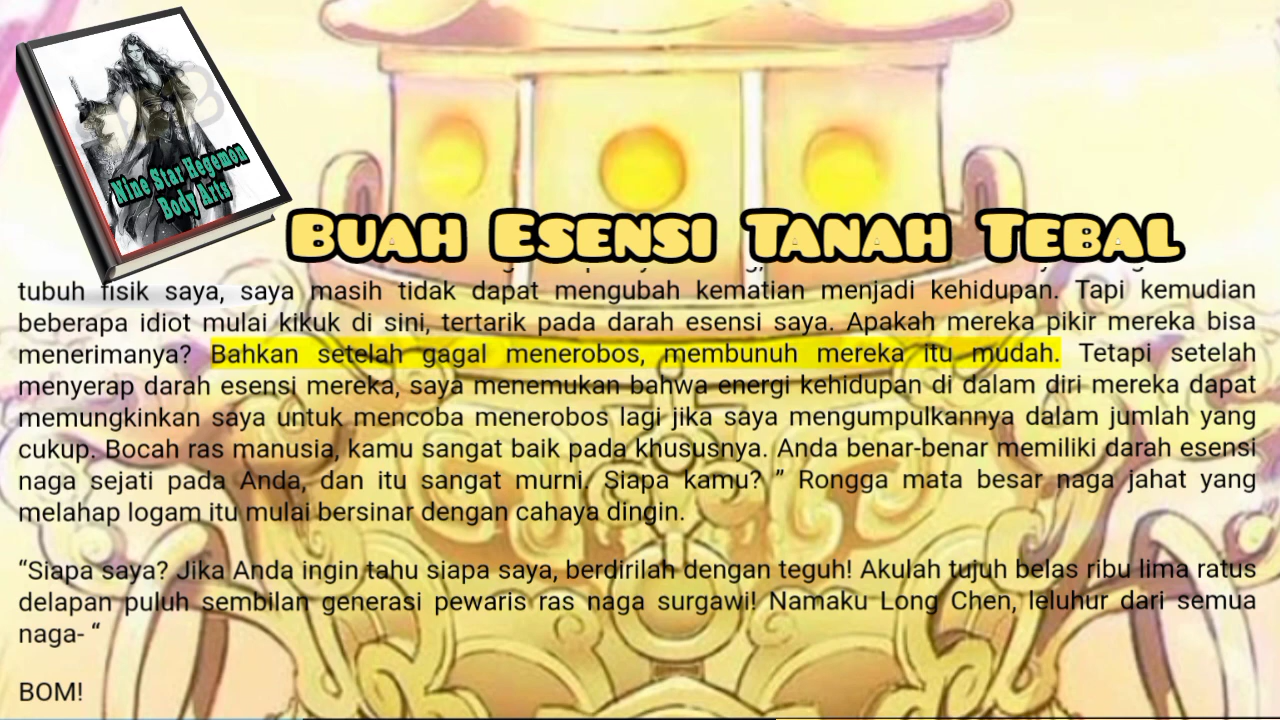 Nine Star Hegemon
Body Arts
BUAH ESENSI TANAH TEBAL
tubuh fisik saya, saya masih tidak dapat mengubah kematian menjadi kehidupan. Tapi kemudian
beberapa idiot mulai kikuk di sini, tertarik pada darah esensi saya. Apakah mereka pikir mereka bisa
menerimanya? Bahkan setelah gagal menerobos, membunuh mereka itu mudah. Tetapi setelah
menyerap darah esensi mereka, saya menemukan bahwa energi kehidupan di dalam diri mereka dapat
memungkinkan saya untuk mencoba menerobos lagi jika saya mengumpulkannya dalam jumlah yang
cukup. Bocah ras manusia, kamu sangat baik pada khususnya. Anda benar-benar memiliki darah esensi
naga sejati pada Anda, dan itu sangat murni. Siapa kamu? ” Rongga mata besar naga jahat yang
melahap logam itu mulai bersinar dengan cahaya dingin.
“Siapa saya? Jika Anda ingin tahu siapa saya, berdirilah dengan teguh! Akulah tujuh belas ribu lima ratus
delapan puluh sembilan generasi pewaris ras naga surgawi! Namaku Long Chen, leluhur dari semua
naga- “
BOM!